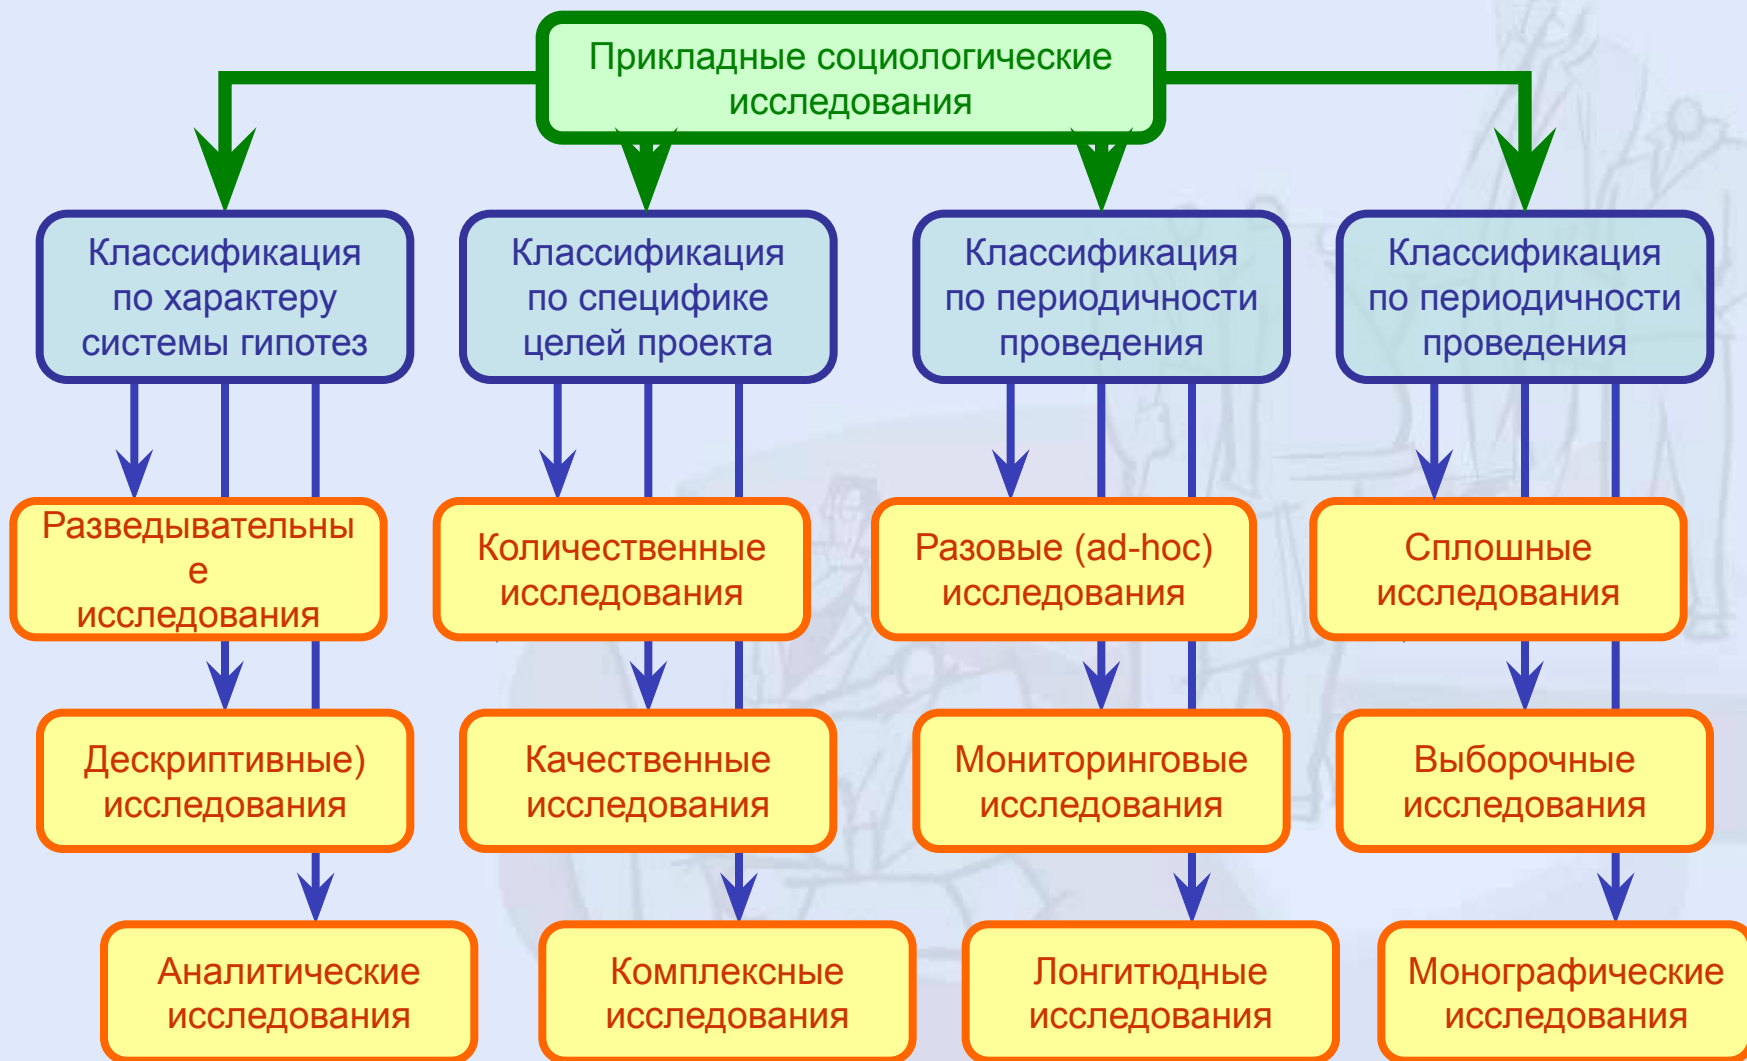 Прикладные социологические
исследования
Классификация
по характеру
системы гипотез
Классификация
по специфике
целей проекта
Классификация
по периодичности
проведения
Классификация
по периодичности
проведения
Разведывательны
е
исследования
Количественные
исследования
Разовые (ad-hoc)
исследования
Сплошные
исследования
Дескриптивные)
исследования
Качественные
исследования
Мониторинговые
исследования
Выборочные
исследования
Аналитические
исследования
Комплексные
исследования
Лонгитюдные
исследования
Монографические
исследования